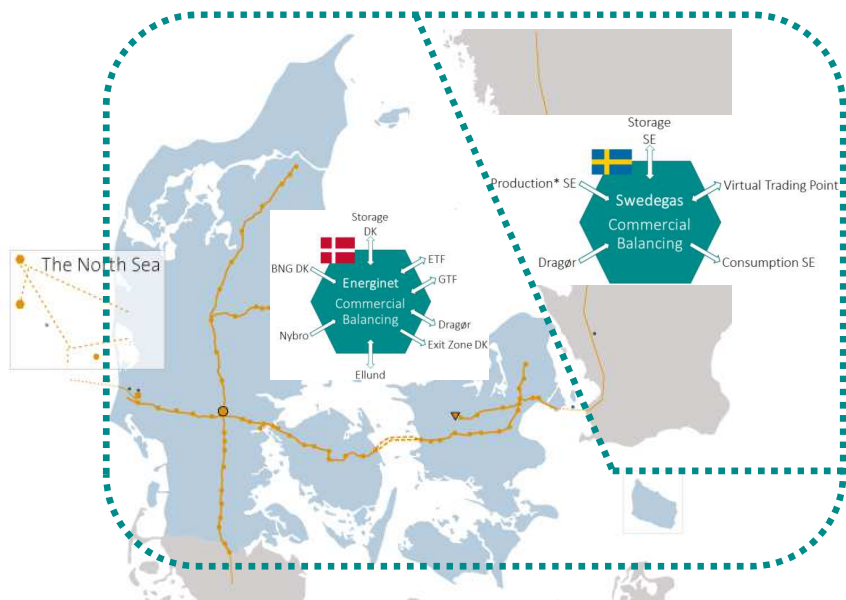 Storage
SE
Production* SE
Virtual Trading Point
Swedegas
Commercial
Balancing
Dragør
Consumption SE
The North Sea
Storage
DK
BNG DK
ETF
GTF
Energinet
Commercial
Balancing
Nybro
Dragør
Exit Zone DK
Ellund